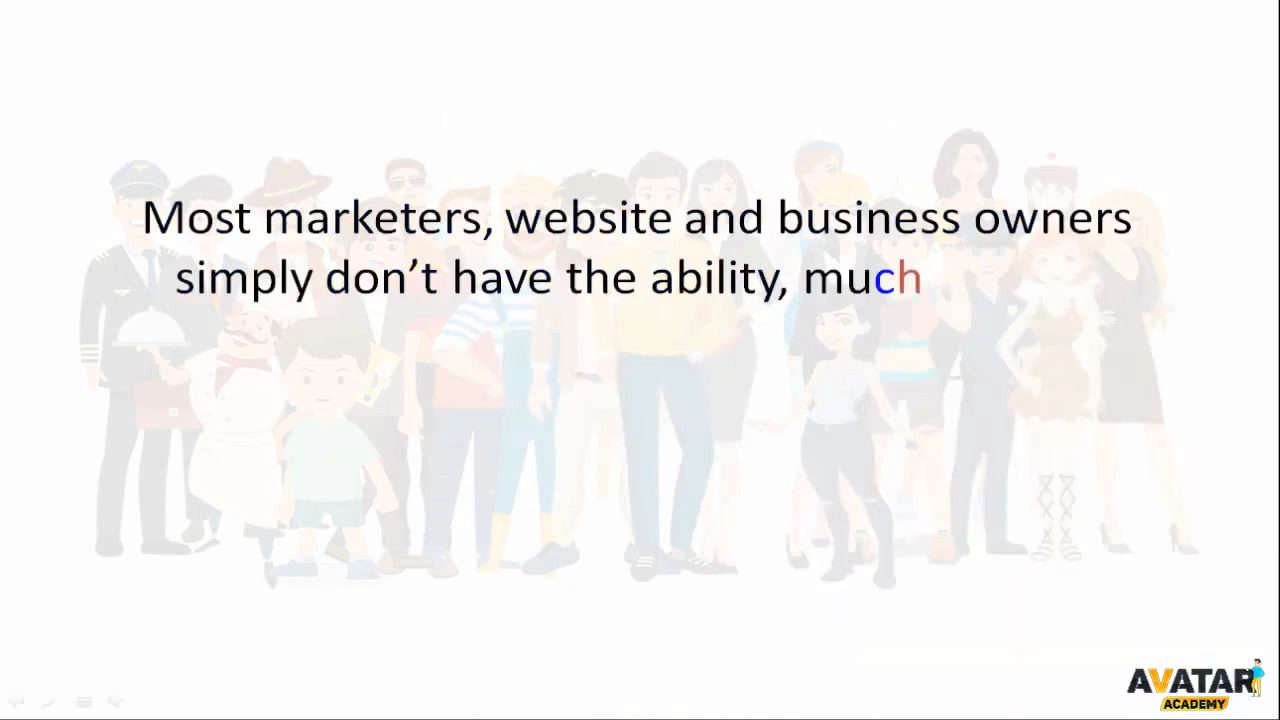 Most marketers, website and business owners
simply don’t have the ability, much
AVATAR
ACADEMY